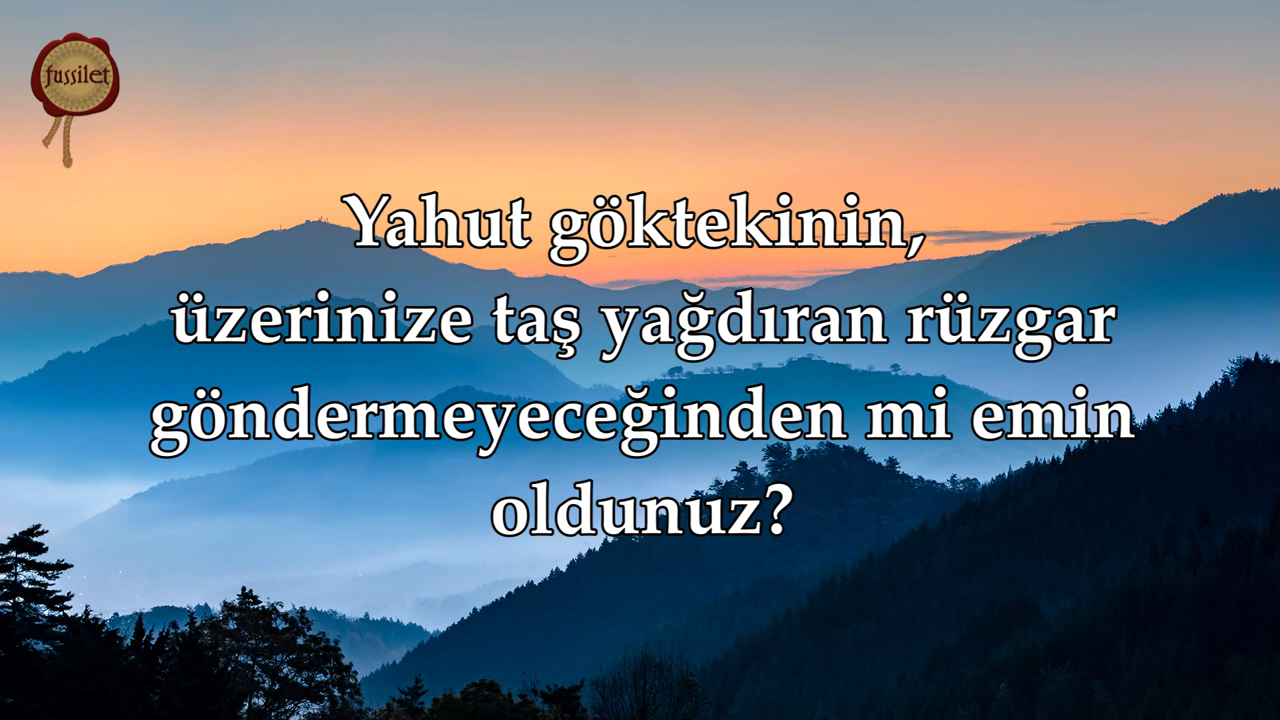 fussilet
Yahut göktekinin,
üzerinize taş yağdıran rüzgar
göndermeyeceğinden mi emin
oldunuz?